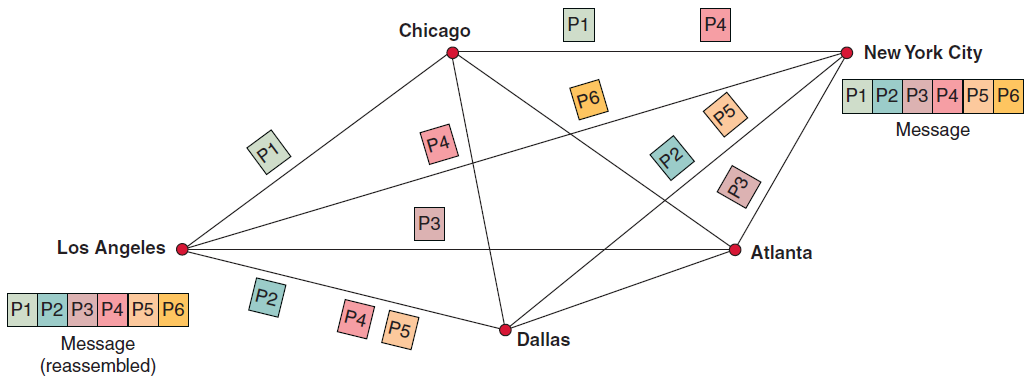 Chicago
P1
P4
New York City
P1 P2 P3 P4 P5 P6
Message
P6
P5
P4
P1
P2
P3
P3
Los Angeles
Atlanta
P2
P4
P5
Dallas
P1 P2 P3 P4 P5 P6
Message
(reassembled)